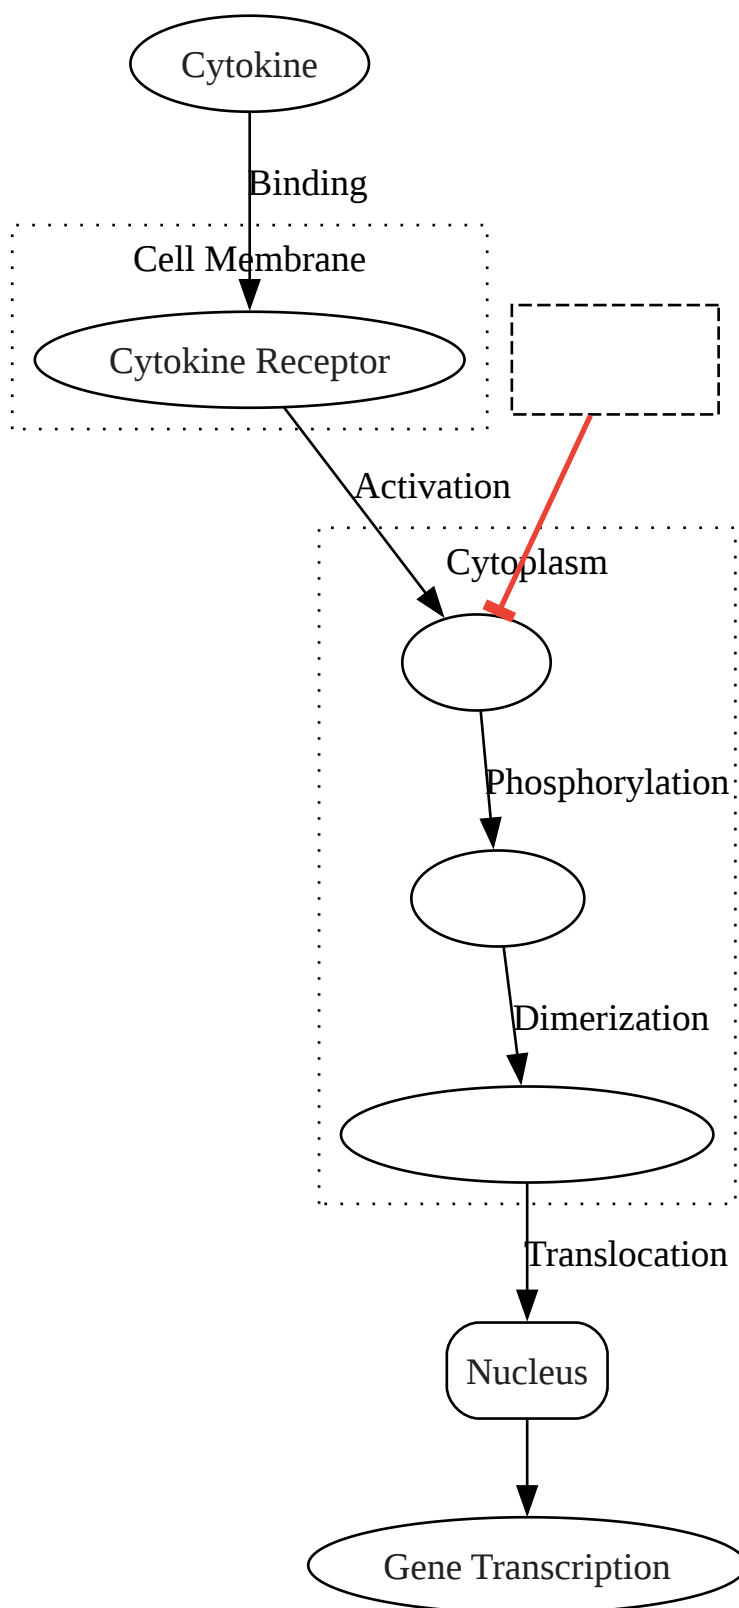 Cytokine
Binding
Cell Membrane
Cytokine Receptor
Activation
Cytoplasm
Phosphorylation
Dimerization
Translocation
Nucleus
Gene Transcription